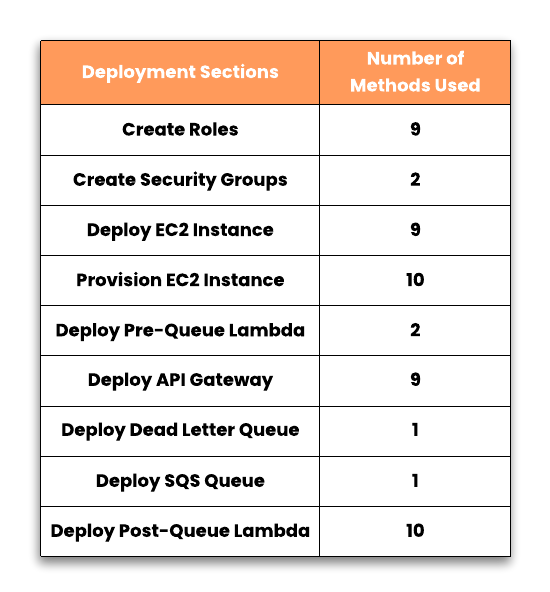 Deployment Sections
Number of
Methods Used
Create Roles 9
Create Security Groups 2
Deploy EC2 Instance 9
Provision EC2 Instance 10
Deploy Pre-Queue Lambda 2
Deploy API Gateway 9
Deploy Dead Letter Queue 1
Deploy SQS Queue 1
Deploy Post-Queue Lambda 10